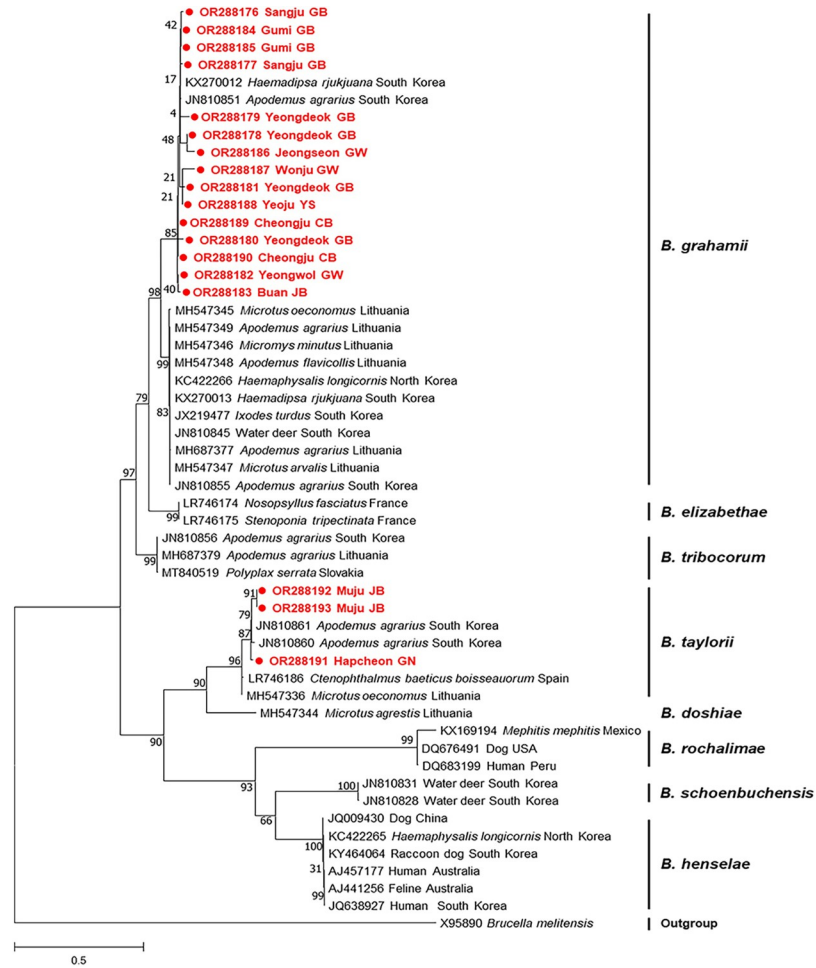 OR288176 Sangju GB
42
OR288184 Gumi GB
OR288185 Gumi GB
OR288177 Sangju GB
17
KX270012 Haemadipsa rjukjuana South Korea
JN810851 Apodemus agrarius South Korea
4
OR288179 Yeongdeok GB
OR288178 Yeongdeok GB
48
OR288186 Jeongseon GW
OR288187 Wonju GW
21
OR288181 Yeongdeok GB
21
OR288188 Yeoju YS
OR288189 Cheongju CB
85
OR288180 Yeongdeok GB
B. grahamii
OR288190 Cheongju CB
OR288182 Yeongwol GW
98
40
OR288183 Buan JB
MH547345 Microtus oeconomus Lithuania
MH547349 Apodemus agrarius Lithuania
MH547346 Micromys minutus Lithuania
99
MH547348 Apodemus flavicollis Lithuania
KC422266 Haemaphysalis longicornis North Korea
79
KX270013 Haemadipsa rjukjuana South Korea
83
JX219477 Ixodes turdus South Korea
JN810845 Water deer South Korea
MH687377 Apodemus agrarius Lithuania
97
MH547347 Microtus arvalis Lithuania
JN810855 Apodemus agrarius South Korea
LR746174 Nosopsyllus fasciatus France
99
LR746175 Stenoponia tripectinata France
B. elizabethae
JN810856 Apodemus agrarius South Korea
MH687379 Apodemus agrarius Lithuania
B. tribocorum
99
MT840519 Polyplax serrata Slovakia
91
OR288192 Muju JB
OR288193 Muju JB
79
JN810861 Apodemus agrarius South Korea
87
JN810860 Apodemus agrarius South Korea
B. taylorii
96
OR288191 Hapcheon GN
LR746186 Ctenophthalmus baeticus boisseauorum Spain
90
MH547336 Microtus oeconomus Lithuania
MH547344 Microtus agrestis Lithuania
B. doshiae
KX169194 Mephitis mephitis Mexico
99
90
DQ676491 Dog USA
B. rochalimae
DQ683199 Human Peru
93
100
JN810831 Water deer South Korea
JN810828 Water deer South Korea
B. schoenbuchensis
66
JQ009430 Dog China
KC422265 Haemaphysalis longicornis North Korea
100
KY464064 Raccoon dog South Korea
31
AJ457177 Human Australia
B. henselae
AJ441256 Feline Australia
99
JQ638927 Human South Korea
X95890 Brucella melitensis
Outgroup
0.5